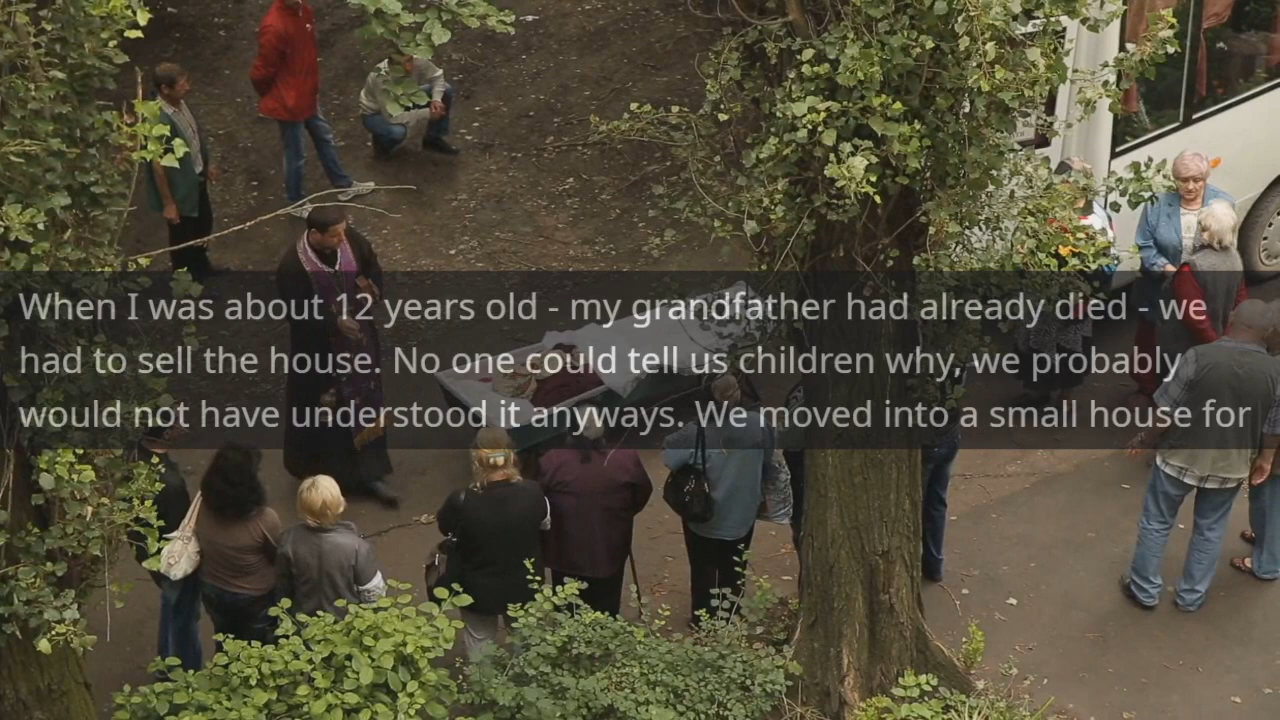 When I was about 12 years old - my grandfather had already died - we
had to sell the house. No one could tell us children why, we probably
would not have understood it anyways. We moved into a small house for